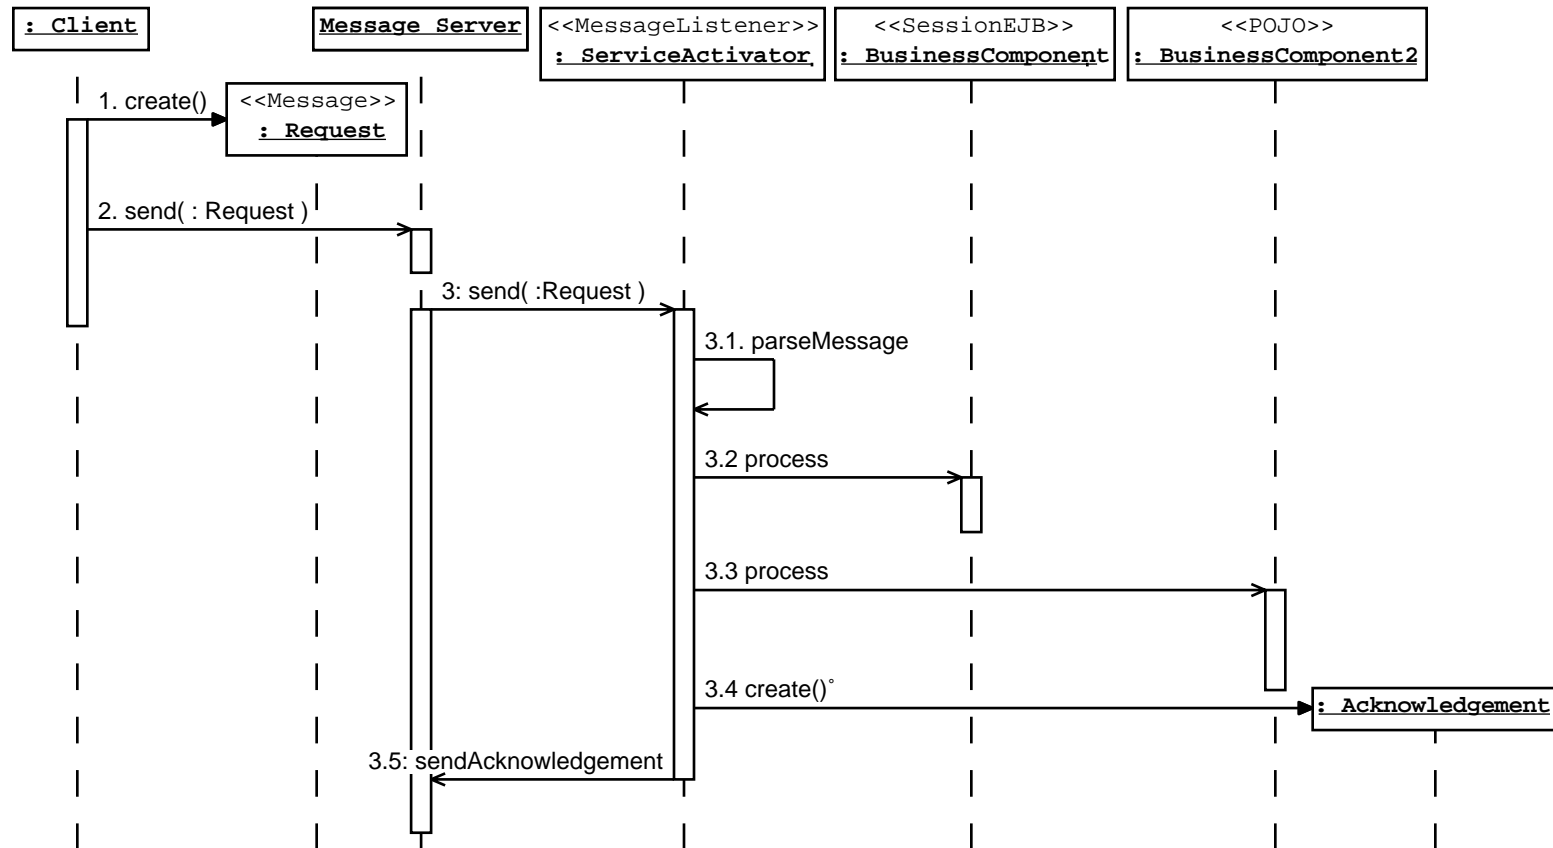 : Client
Message Server
<<MessageListener>>
: ServiceActivator
<<SessionEJB>>
: BusinessComponent
<<POJO>>
: BusinessComponent2
1. create()
<<Message>>
: Request
2. send( : Request )
3: send( :Request )
3.1. parseMessage
3.2 process
3.3 process
3.4 create()°
: Acknowledgement
3.5: sendAcknowledgement